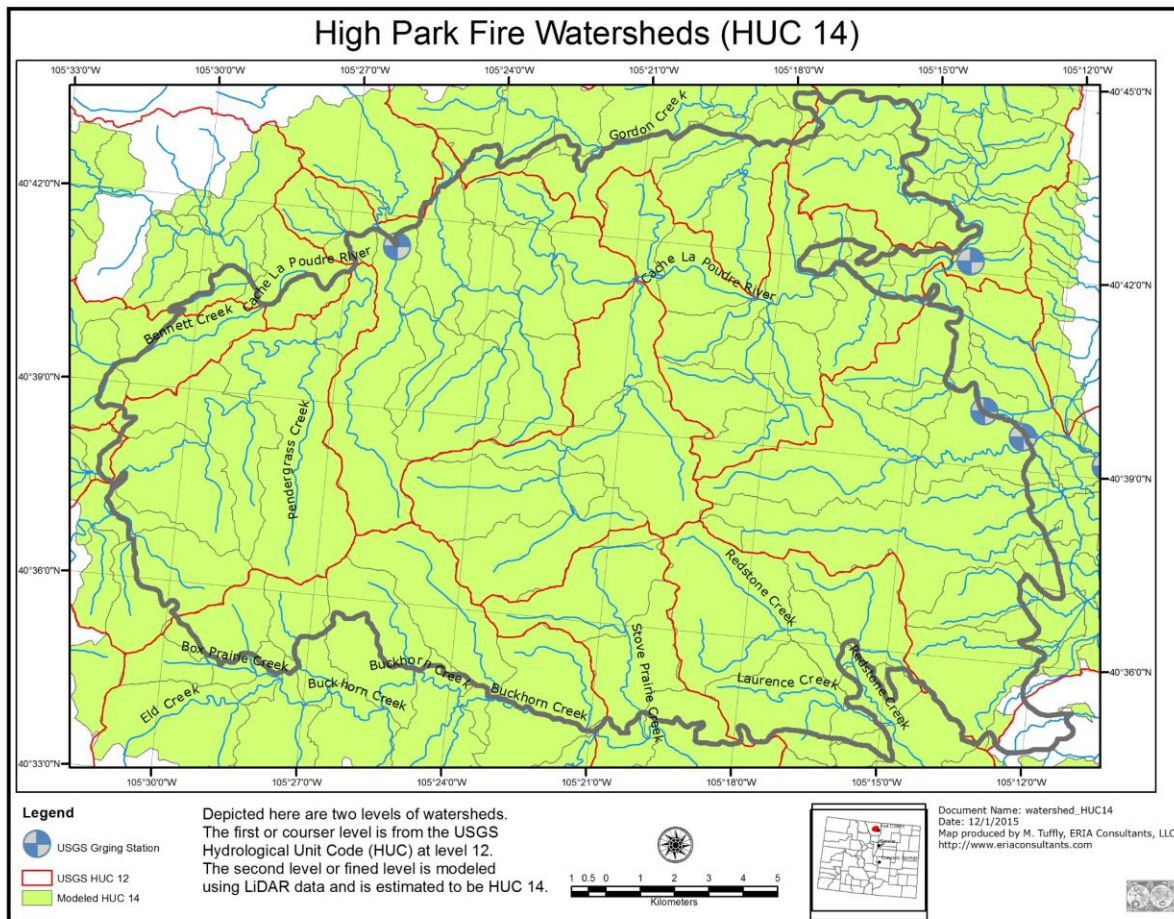 High Park Fire Watersheds (HUC 14)
105°33'0"W 105°30'0"W 105°27'0"W 105°24'0"W 105°21'0"W 105°18'0"W 105°15'0"W 105°12'0"W
40°45'0"N
Gordon Creek
40°42'0"N
Cache La Poudre River
Cache La Poudre River
40°42'0"N
Bennett Creek
40°39'0"N
Pendergrass Creek
40°39'0"N
40°36'0"N
Redstone Creek
Stove Prairie Creek
Box Prairie Creek
Buckhorn Creek
Redstone Creek
Laurence Creek
40°36'0"N
Buckhorn Creek
Buckhorn Creek
Eld Creek
40°33'0"N
105°30'0"W 105°27'0"W 105°24'0"W 105°21'0"W 105°18'0"W 105°15'0"W 105°12'0"W
Legend
USGS Grging Station
USGS HUC 12
Modeled HUC 14
Depicted here are two levels of watersheds.
The first or courser level is from the USGS
Hydrological Unit Code (HUC) at level 12.
The second level or fined level is modeled
using LiDAR data and is estimated to be HUC 14.
1 0.5 0 1 2 3 4 5
Kilometers
Document Name: watershed_HUC14
Date: 12/1/2015
Map produced by M. Tuffly, ERIA Consultants, LLC
http://www.eriaconsultants.com